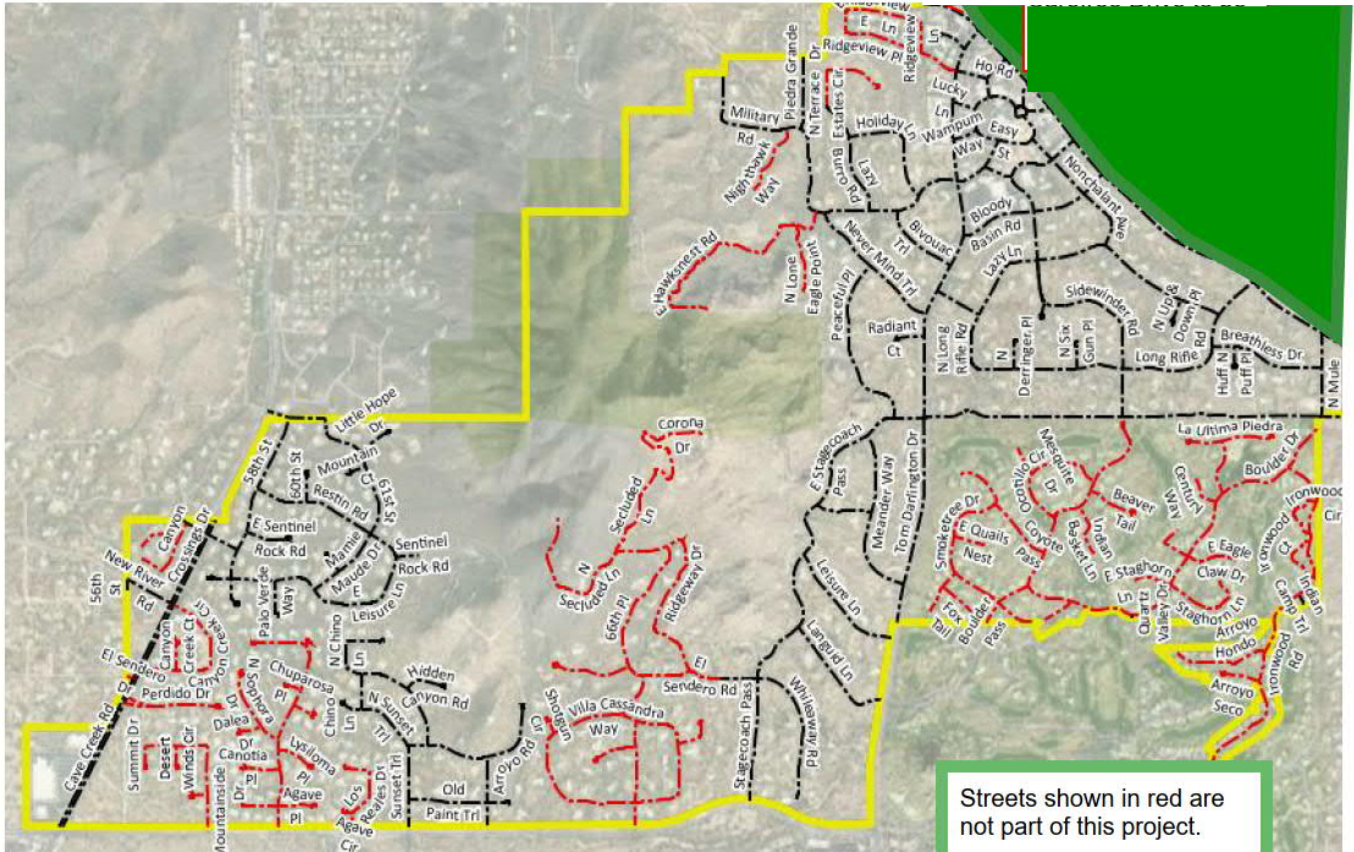 E Ln
Ridgeview Pl
Ridgeview
Ln
Ho Rd
Lucky
Ln
Piedra Grande
N Terrace Dr
Estates Cir
Military
Rd
Holiday Ln
Wampum
Way
Easy
St
Nighthawk
Way
Burro Rd
Lazy
Nonchalant Ave
Bloody
Basin Rd
Bivouac
Trl
Never Mind Trl
Lazy Ln
E Hawksnest Rd
N Lone
Eagle Point
Peaceful Pl
Sidewinder Rd
N Up &
Down Pl
Radiant
Ct
N Long
Rifle Rd
N
Derringer Pl
N Six
Gun Pl
Long Rifle
Rd
Breathless Dr
Huff N
Puff Pl
N Mule
Little Hope
Dr
Corona
Dr
La Ultima Piedra
58th St
60th St
Mountain
Ct
61st St
E Stagecoach
Pass
Meander Way
Tom Darlington Dr
Mesquite
Dr
Ocotillo Cir
Boulder Dr
Century
Way
Ironwood
Cir
Restin Rd
Beaver
Tail
Secluded
Ln
Smoketree Dr
E Quails
Nest
Coyote
Pass
Indian
Basket Ln
Ironwood
Ct
Canyon
Crossings Dr
E Sentinel
Rock Rd
Mamie
Maude Dr
Sentinel
Rock Rd
E Eagle
Claw Dr
New River
Rd
56th
St
Palo Verde
Way
E
Leisure Ln
N
Secluded Ln
66th Pl
Ridgeway Dr
Leisure Ln
Fox
Tail
Boulder
Pass
E Staghorn
Ln
Quartz
Valley Dr
Staghorn Ln
Indian
Camp Trl
Arroyo
Hondo
Canyon
Creek Ct
Canyon Creek
Cir
N Chino
Ln
Languid Ln
El Sendero
Dr
Perdido Dr
N Sophora
Dr
Chuparosa
Pl
Hidden
Canyon Rd
El
Sendero Rd
Arroyo
Seco
Ironwood
Rd
Dalea
Dr
Chino
Ln
N Sunset
Trl
Shotgun
Cir
Villa Cassandra
Way
Stagecoach Pass
Whileaway Rd
Cave Creek Rd
Summit Dr
Desert
Winds Cir
Canotia
Pl
Dr
Lysiloma
Pl
Mountainside
Agave
Pl
Los
Reales Dr
Agave
Cir
Sunset Trl
Old
Paint Trl
Arroyo Rd
Streets shown in red are
not part of this project.